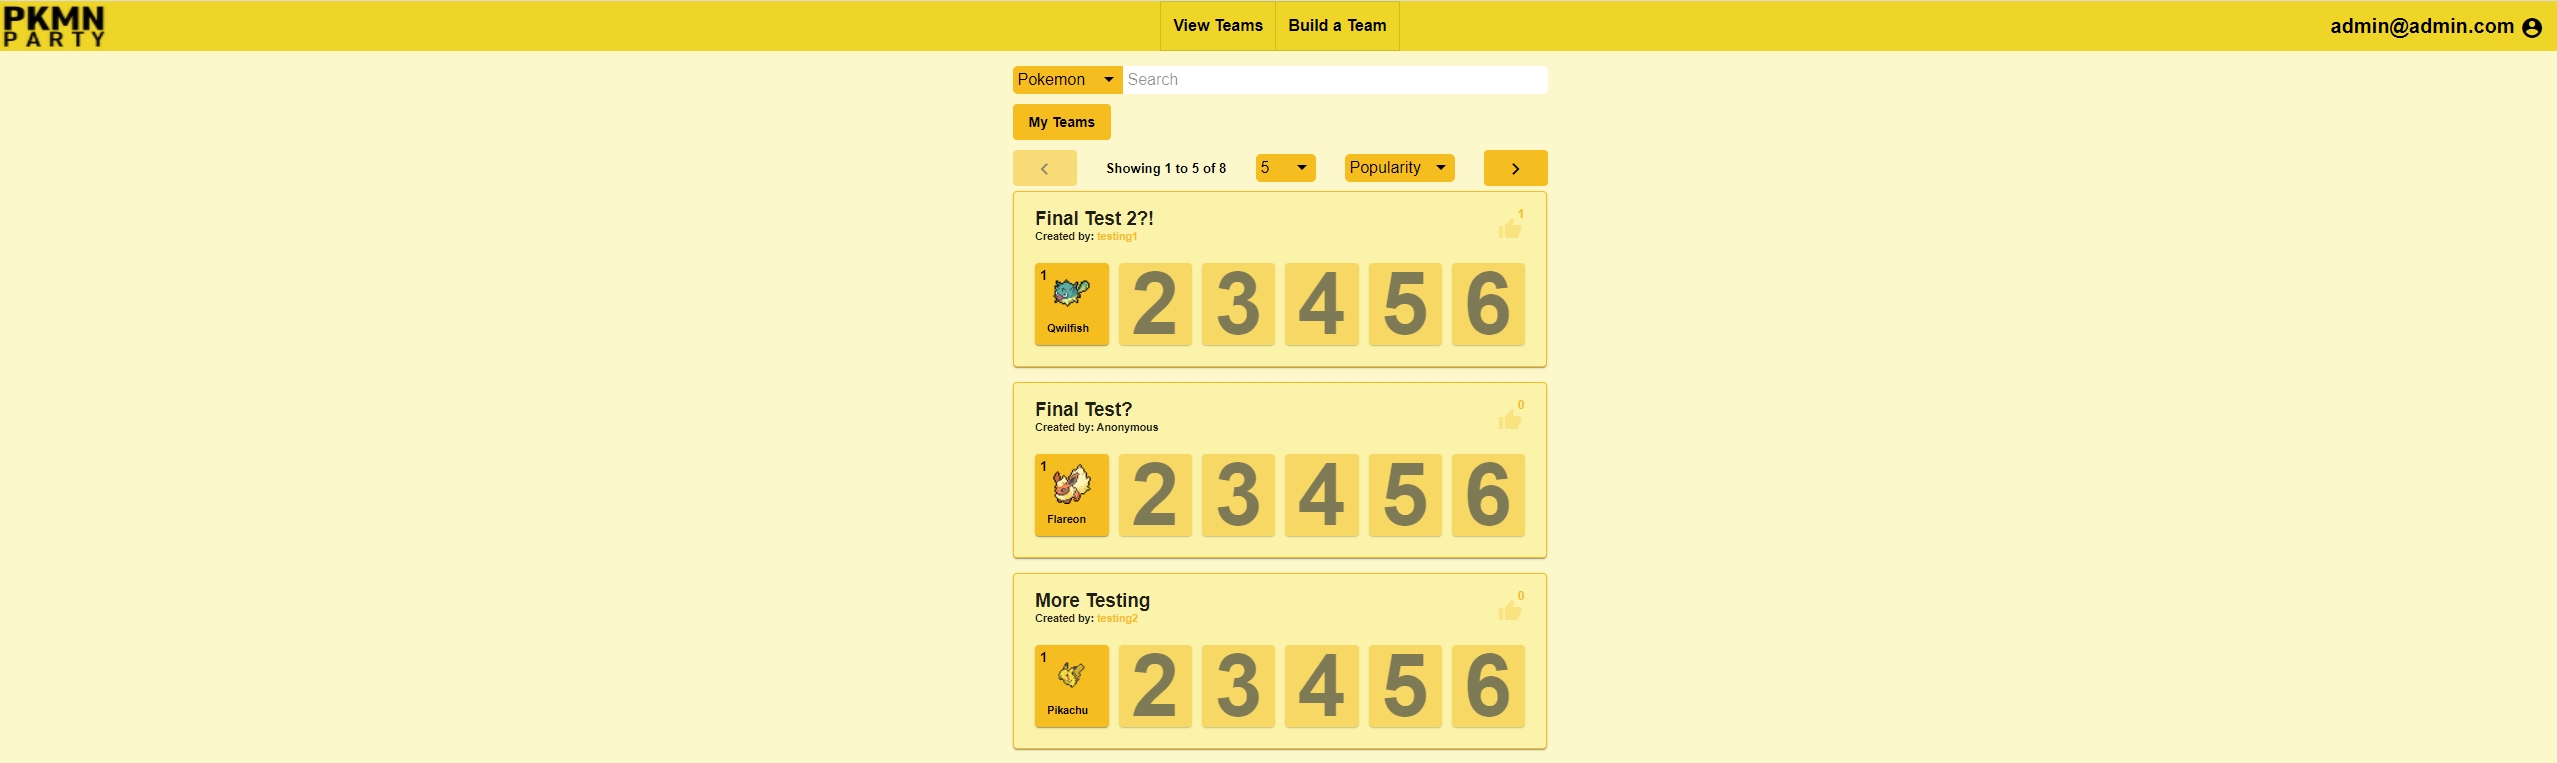 PKMN
PARTY
View Teams
Build a Team
admin@admin.com
Pokemon
Search
My Teams
Showing 1 to 5 of 8
5
Popularity
Final Test 2?!
1
Created by: testing1
1
Qwilfish
2
3
4
5
6
Final Test?
0
Created by: Anonymous
1
Flareon
2
3
4
5
6
More Testing
0
Created by: testing2
1
Pikachu
2
3
4
5
6